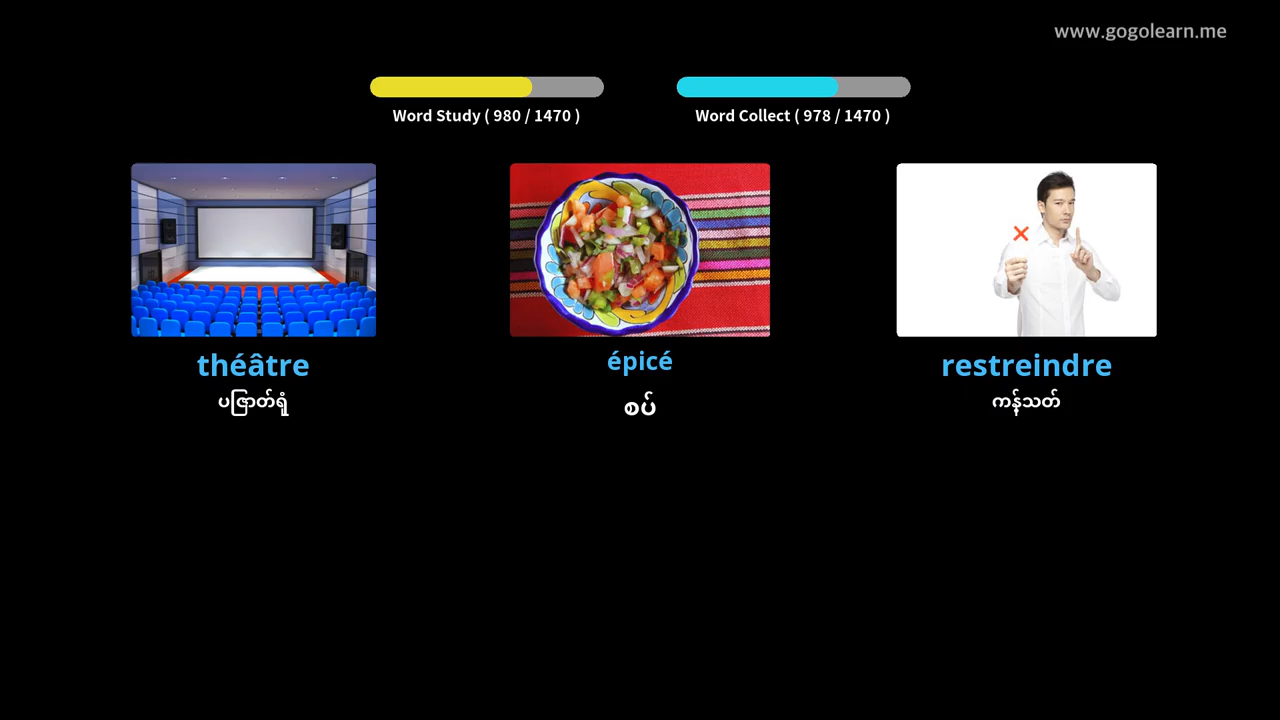 www.gogolearn.me
Word Study ( 980 / 1470 )
Word Collect ( 978 / 1470 )
théâtre
épicé
restreindre
ပဇြာတ်ရုံ
စပ်
ကန့်သတ်